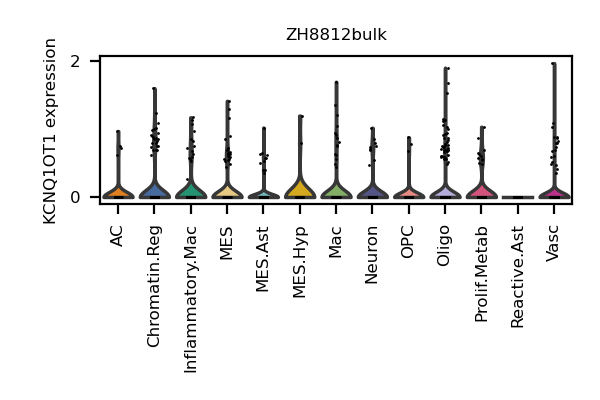 ZH8812bulk
KCNQ1OT1 expression
2
0
AC
Chromatin.Reg
Inflammatory.Mac
MES
MES.Ast
MES.Hyp
Mac
Neuron
OPC
Oligo
Prolif.Metab
Reactive.Ast
Vasc